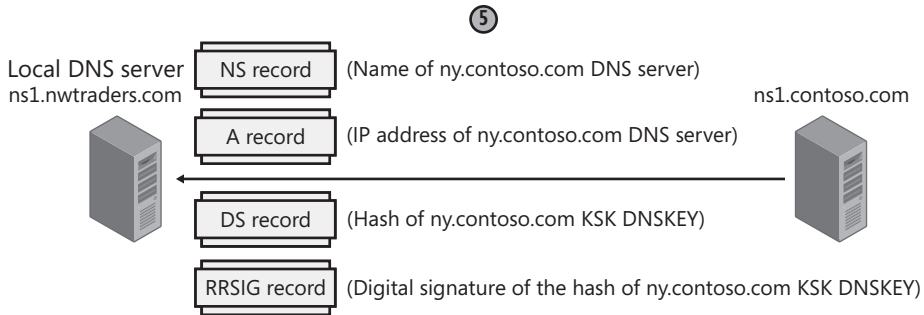 5
Local DNS server
ns1.nwtraders.com
NS record (Name of ny.contoso.com DNS server)
ns1.contoso.com
A record (IP address of ny.contoso.com DNS server)
DS record (Hash of ny.contoso.com KSK DNSKEY)
RRSIG record (Digital signature of the hash of ny.contoso.com KSK DNSKEY)